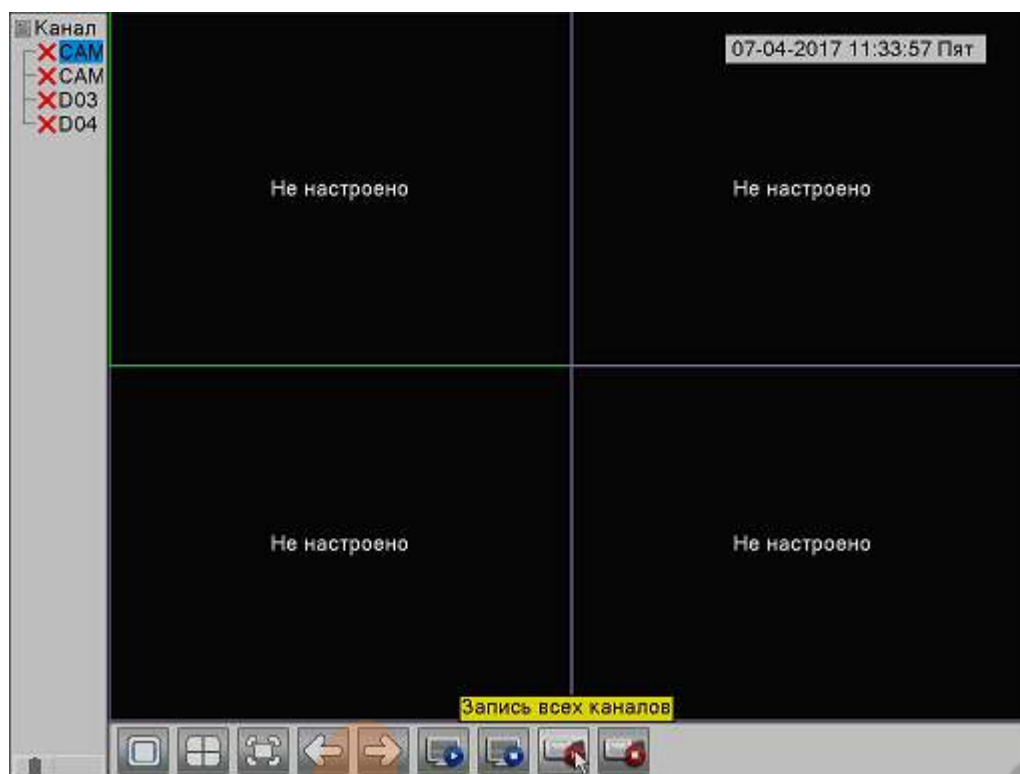 Канал
CAM
CAM
D03
D04
07-04-2017 11:33:57 Пят
Не настроено
Не настроено
Не настроено
Не настроено
Запись всех каналов